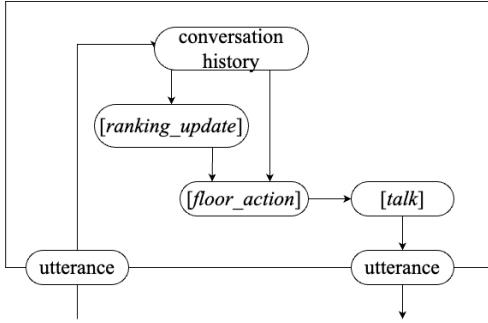 conversation
history
[ranking_update]
[floor_action]
[talk]
utterance
utterance